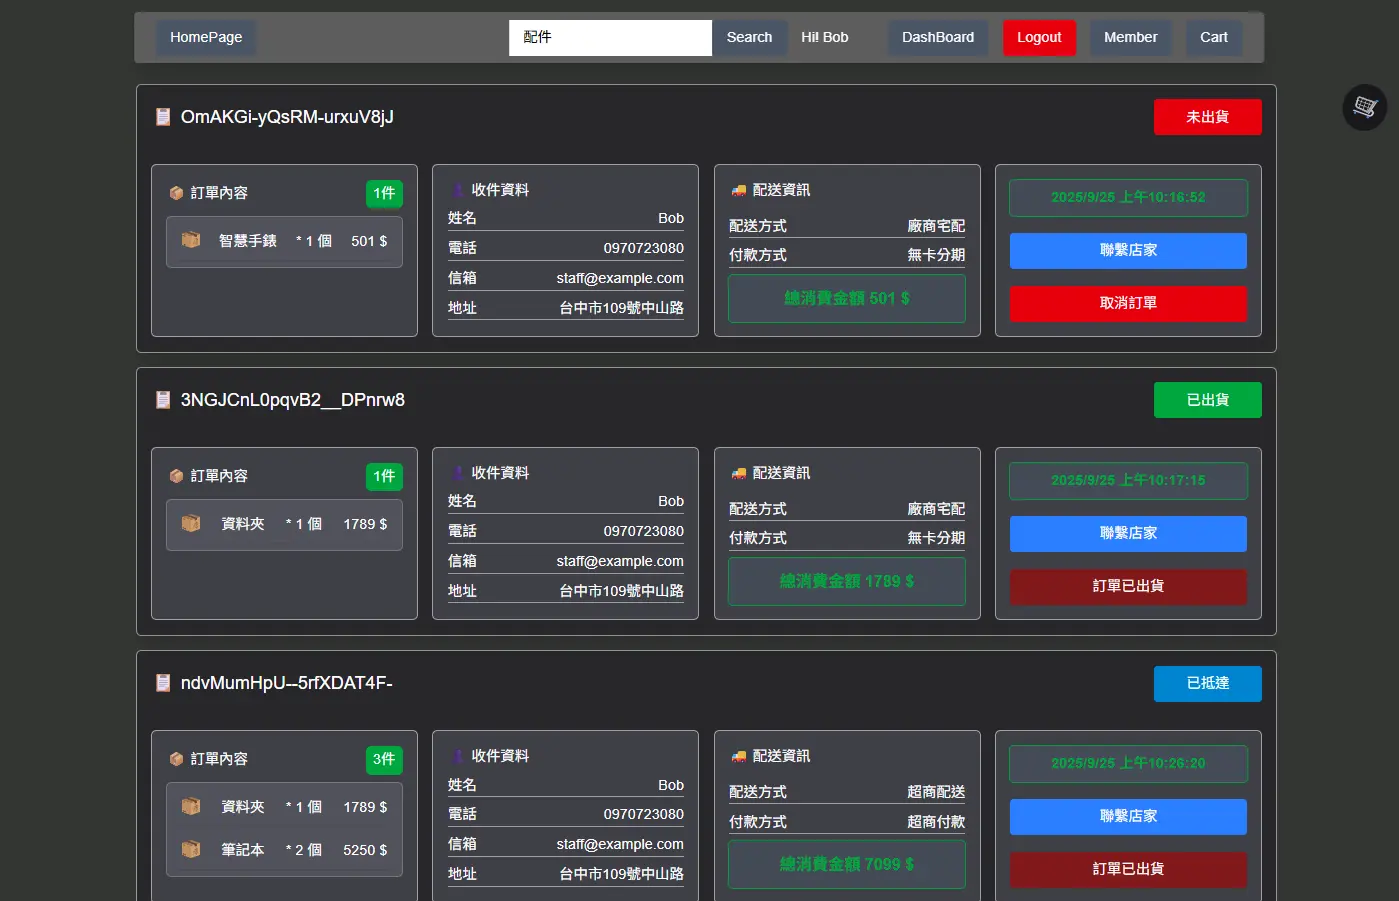 HomePage 配件 Search Hi! Bob DashBoard Logout Member Cart
OmAKGi-yQsRM-urxuV8jJ 未出貨
訂單內容 1件
智慧手錶 * 1 個 501 $
收件資料
姓名 Bob
電話 0970723080
信箱 staff@example.com
地址 台中市109號中山路
配送資訊
配送方式 廠商宅配
付款方式 無卡分期
總消費金額 501 $
2025/9/25 上午10:16:52
聯繫店家
取消訂單
3NGJCnL0pqvB2__DPnrw8 已出貨
訂單內容 1件
資料夾 * 1 個 1789 $
收件資料
姓名 Bob
電話 0970723080
信箱 staff@example.com
地址 台中市109號中山路
配送資訊
配送方式 廠商宅配
付款方式 無卡分期
總消費金額 1789 $
2025/9/25 上午10:17:15
聯繫店家
訂單已出貨
ndvMumHpU--5rfXDAT4F- 已抵達
訂單內容 3件
資料夾 * 1 個 1789 $
筆記本 * 2 個 5250 $
收件資料
姓名 Bob
電話 0970723080
信箱 staff@example.com
地址 台中市109號中山路
配送資訊
配送方式 超商配送
付款方式 超商付款
總消費金額 7099 $
2025/9/25 上午10:26:20
聯繫店家
訂單已出貨